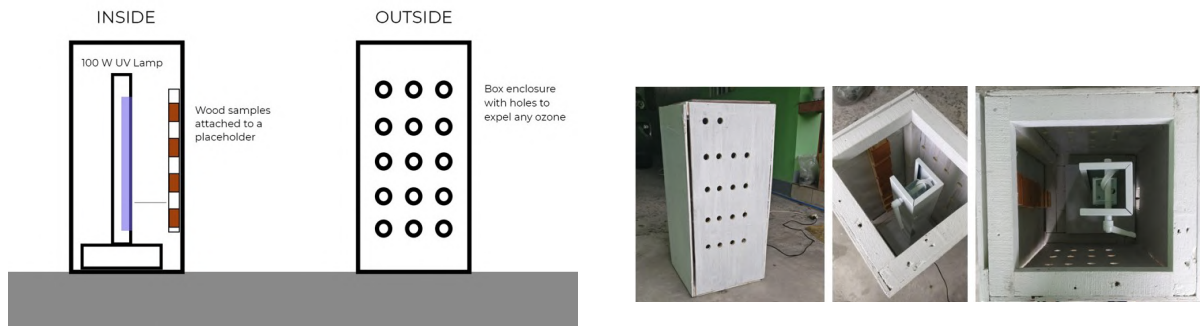 INSIDE
100 W UV Lamp
Wood samples
attached to a
placeholder
OUTSIDE
Box enclosure
with holes to
expel any ozone